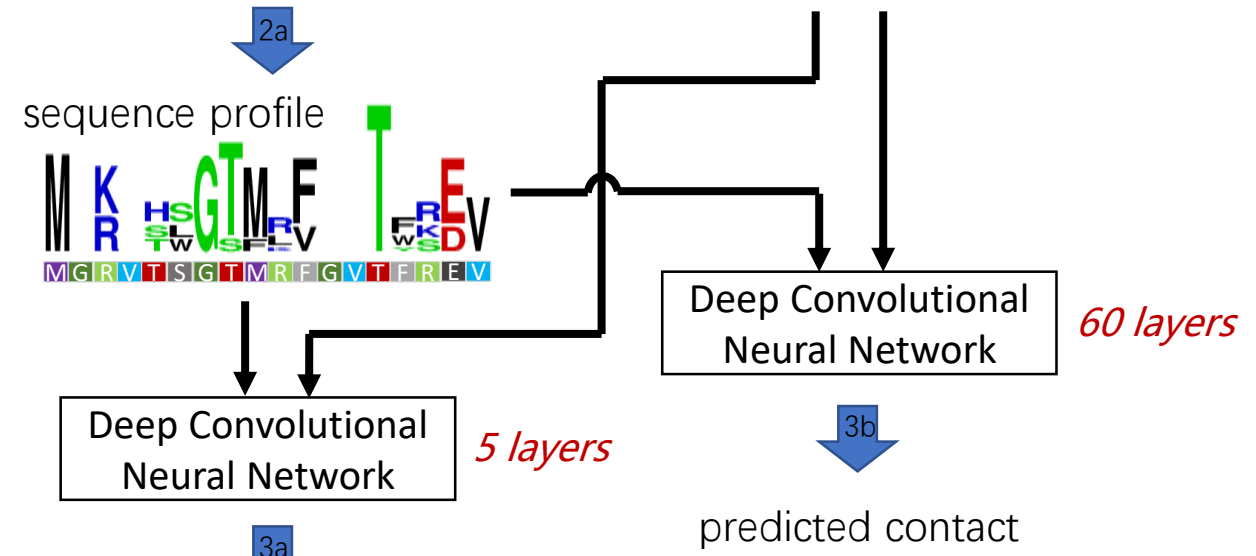 2a
sequence profile
MGRVTSGTMRFGVTFREV
Deep Convolutional
Neural Network
60 layers
Deep Convolutional
Neural Network
5 layers
3b
predicted contact
3a